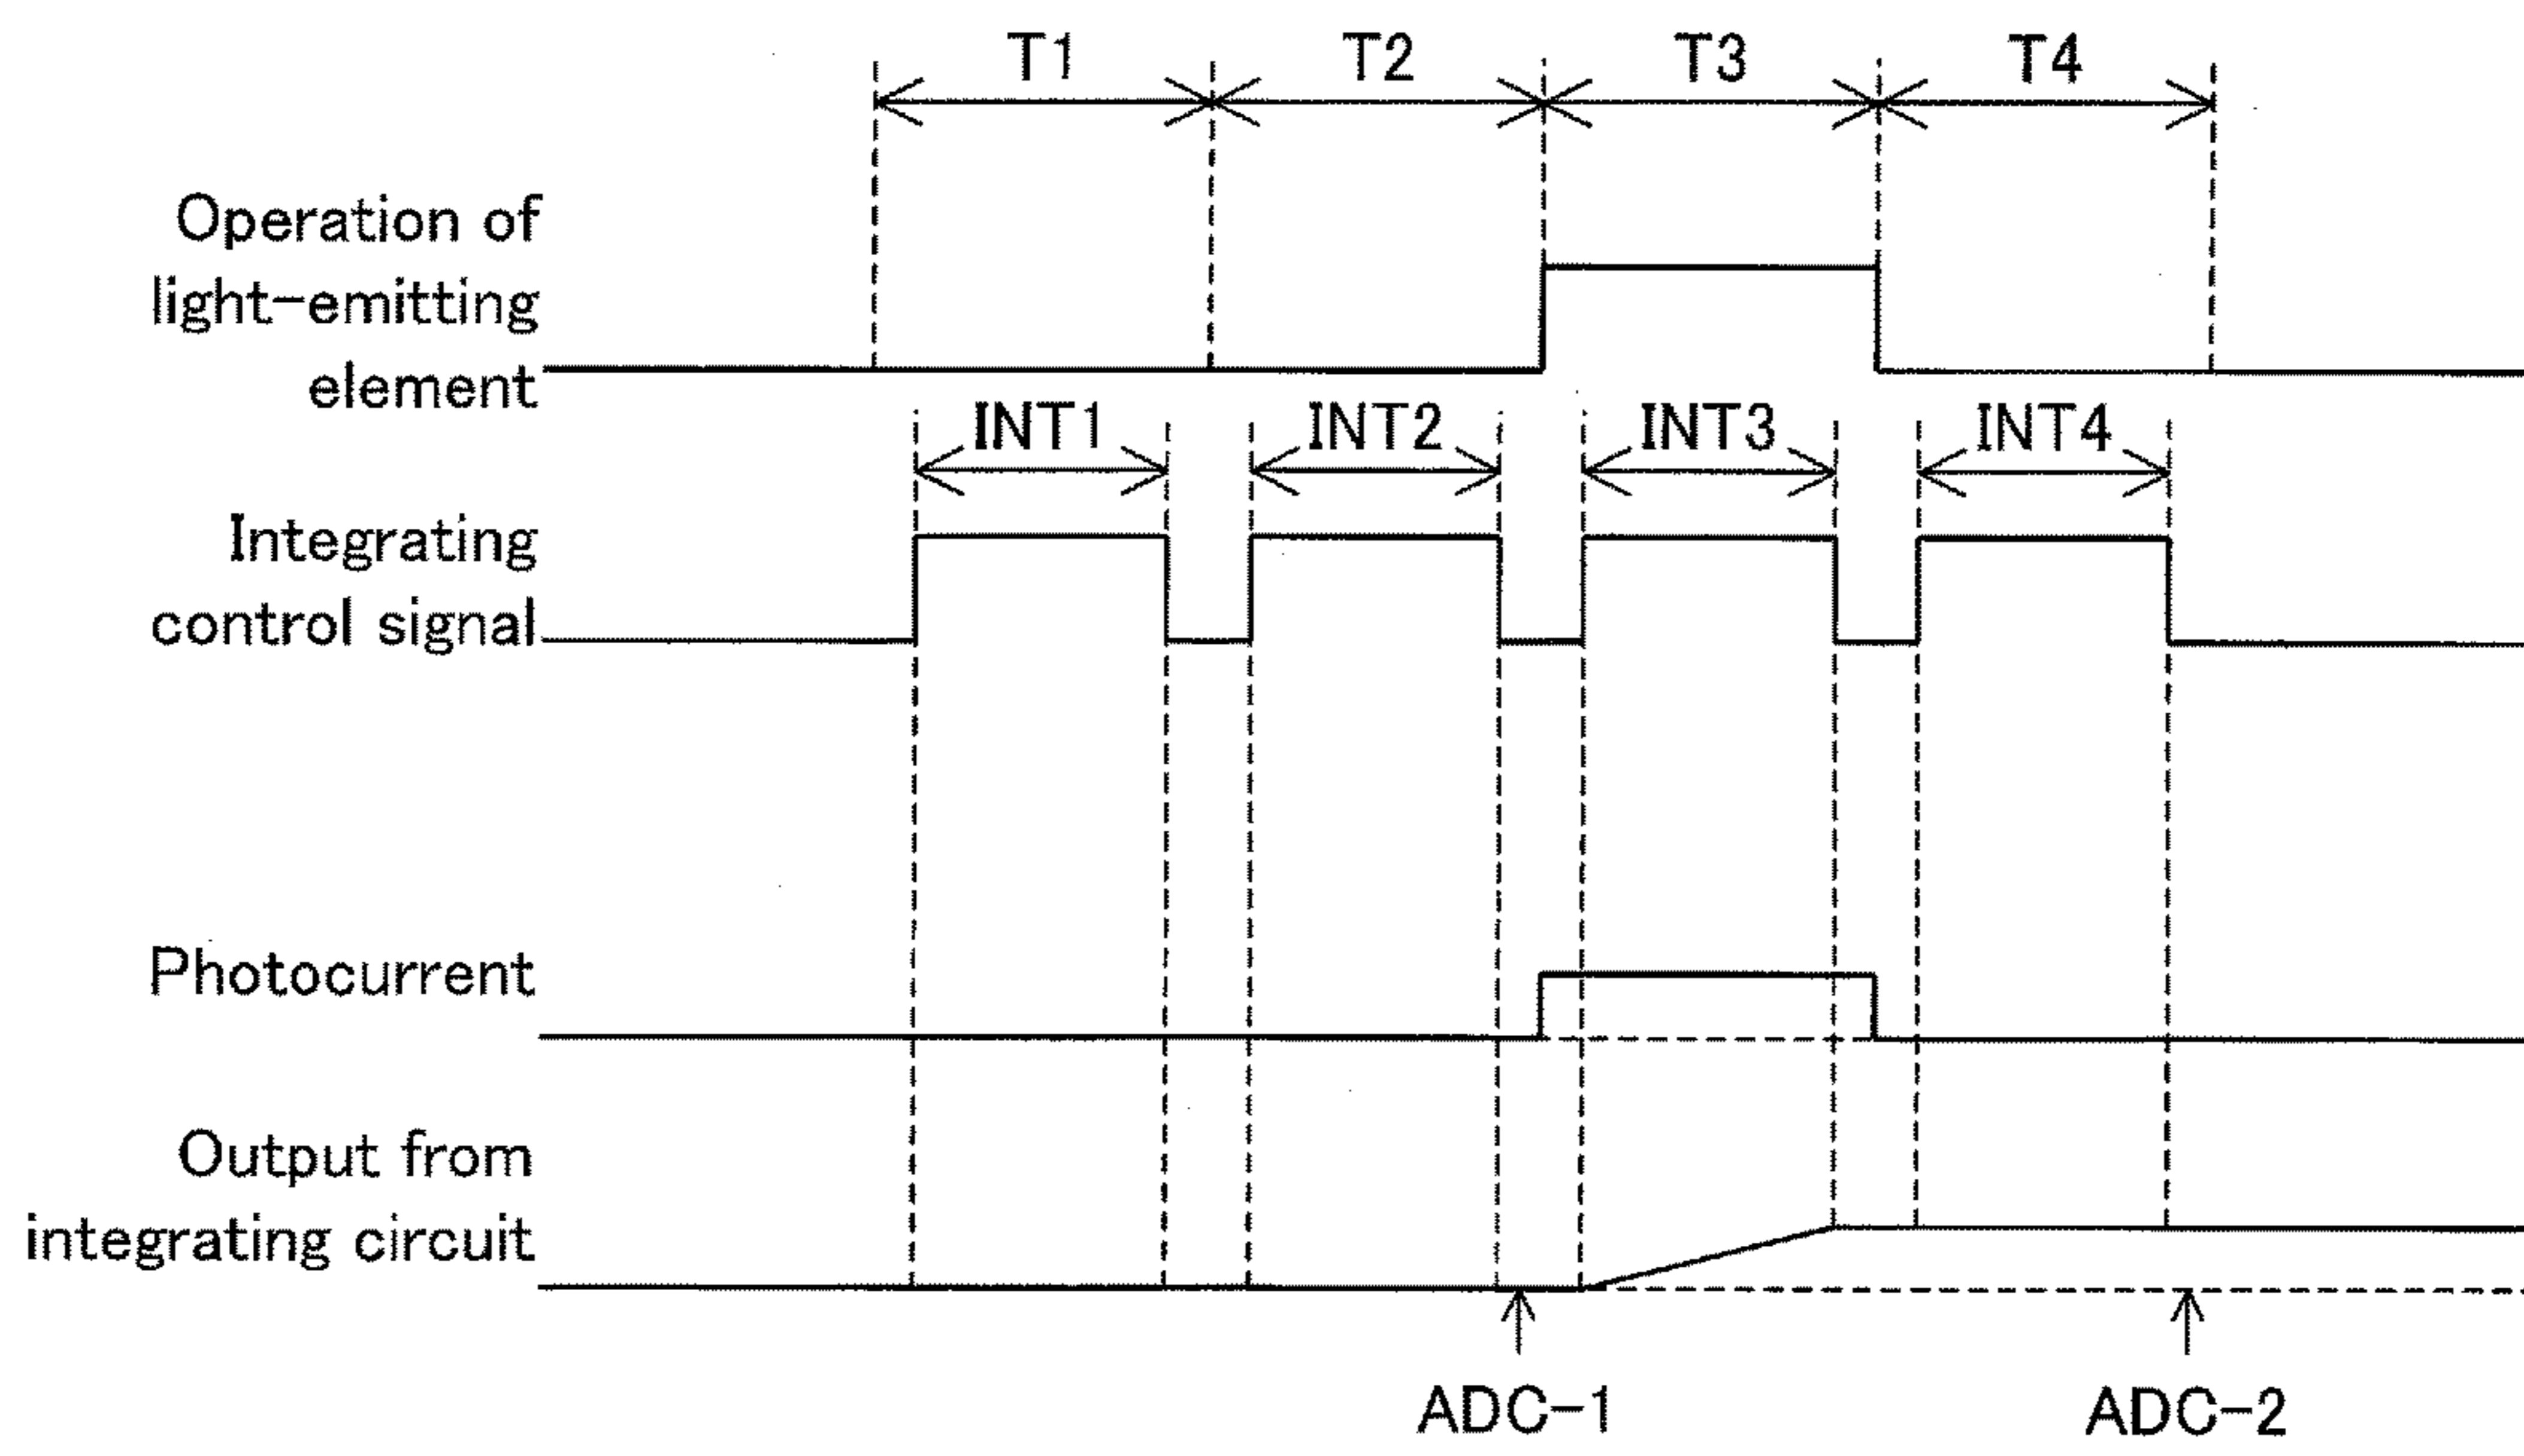 T1 T2 T3 T4
Operation of
light-emitting
element
INT1 INT2 INT3 INT4
Integrating
control signal
Photocurrent
Output from
integrating circuit
ADC-1 ADC-2